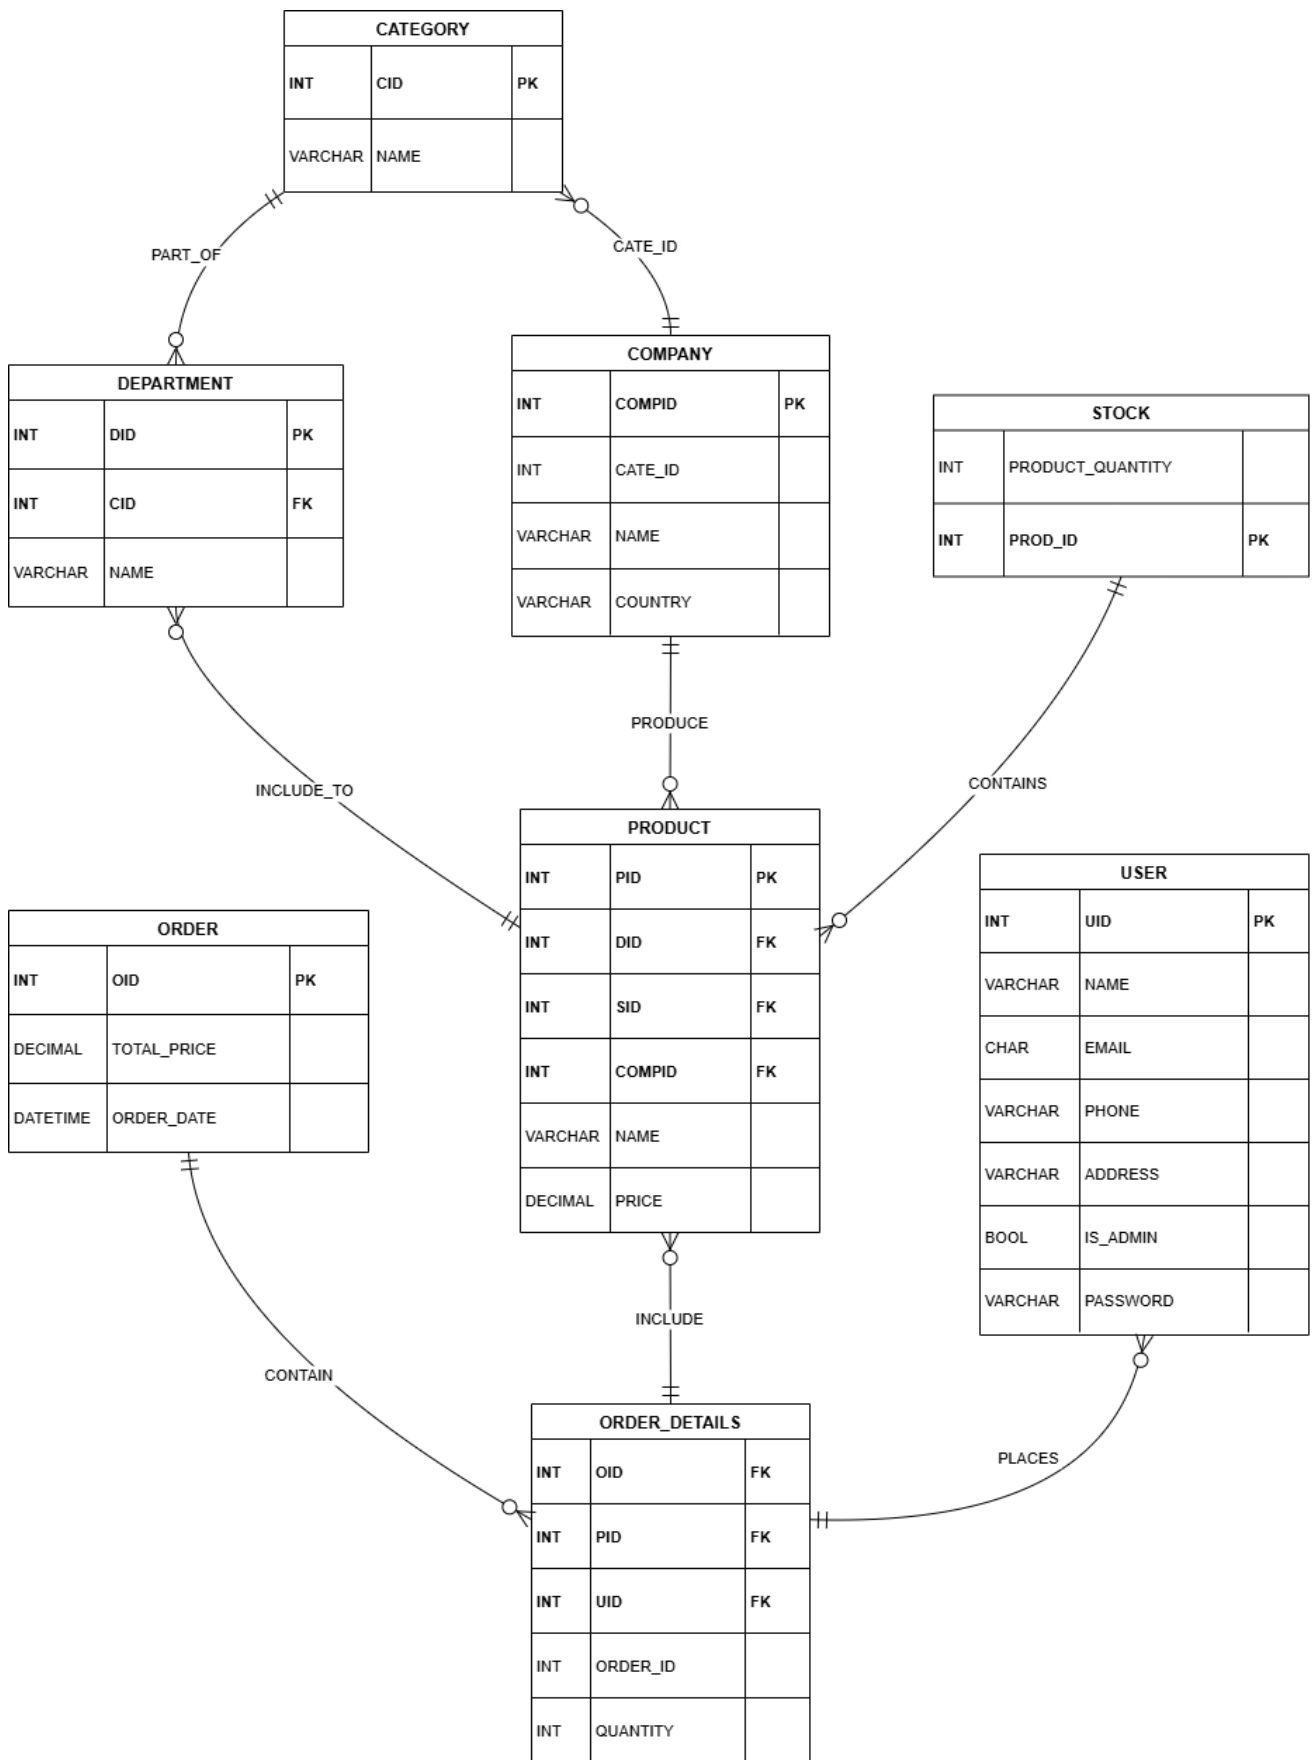 CATEGORY
INT CID PK
VARCHAR NAME
PART_OF
CATE_ID
DEPARTMENT
INT DID PK
INT CID FK
VARCHAR NAME
COMPANY
INT COMPID PK
INT CATE_ID
VARCHAR NAME
VARCHAR COUNTRY
STOCK
INT PRODUCT_QUANTITY
INT PROD_ID PK
PRODUCE
INCLUDE_TO
CONTAINS
PRODUCT
INT PID PK
INT DID FK
INT SID FK
INT COMPID FK
VARCHAR NAME
DECIMAL PRICE
USER
INT UID PK
VARCHAR NAME
CHAR EMAIL
VARCHAR PHONE
VARCHAR ADDRESS
BOOL IS_ADMIN
VARCHAR PASSWORD
ORDER
INT OID PK
DECIMAL TOTAL_PRICE
DATETIME ORDER_DATE
INCLUDE
CONTAIN
PLACES
ORDER_DETAILS
INT OID FK
INT PID FK
INT UID FK
INT ORDER_ID
INT QUANTITY